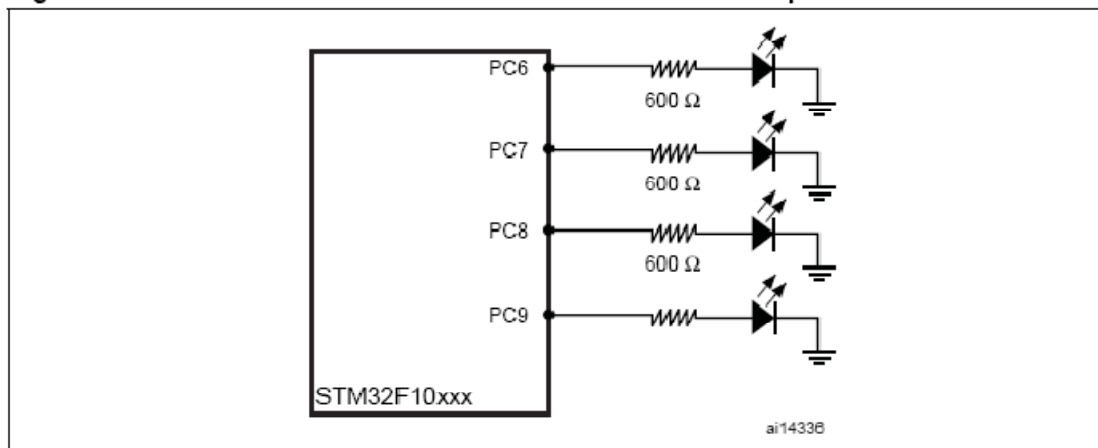 PC6
600 Ω
PC7
600 Ω
PC8
600 Ω
PC9
STM32F10xxx
ai14336